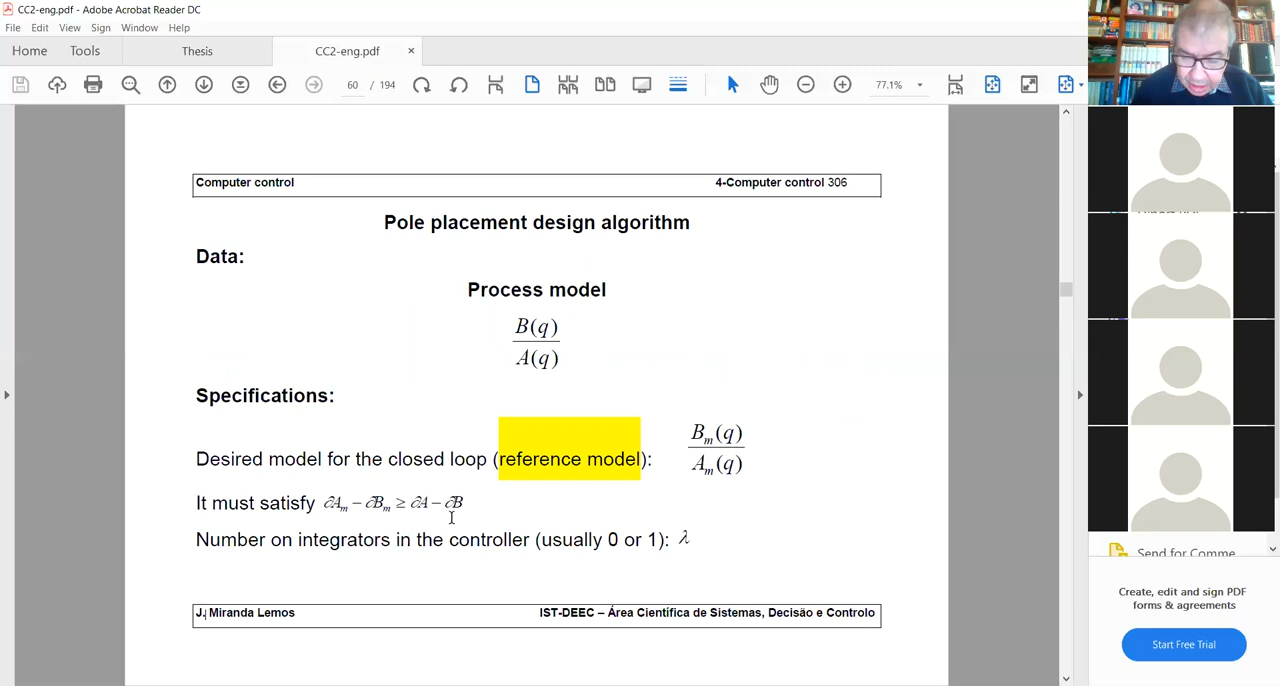 CC2-eng.pdf - Adobe Acrobat Reader DC
File Edit View Sign Window Help
Home Tools Thesis CC2-eng.pdf ×
60 / 194 77.1%
Computer control 4-Computer control 306
Pole placement design algorithm
Data:
Process model
B(q)
A(q)
Specifications:
Desired model for the closed loop (reference model): Bm(q)
Am(q)
It must satisfy ∂Am − ∂Bm ≥ ∂A − ∂B
Number on integrators in the controller (usually 0 or 1): λ
J. Miranda Lemos IST-DEEC – Área Científica de Sistemas, Decisão e Controlo
Send for Comme
Create, edit and sign PDF
forms & agreements
Start Free Trial